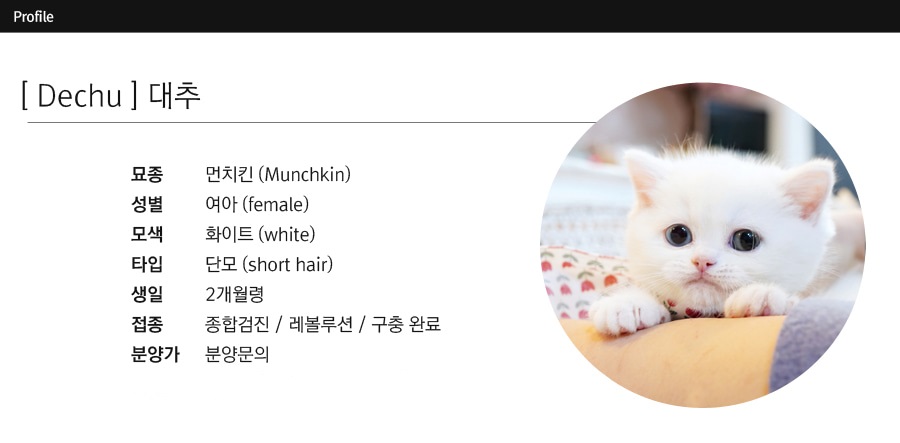 Profile
[ Dechu ] 대추
묘종 먼치킨 (Munchkin)
성별 여아 (female)
모색 화이트 (white)
타입 단모 (short hair)
생일 2개월령
접종 종합검진 / 레볼루션 / 구충 완료
분양가 분양문의